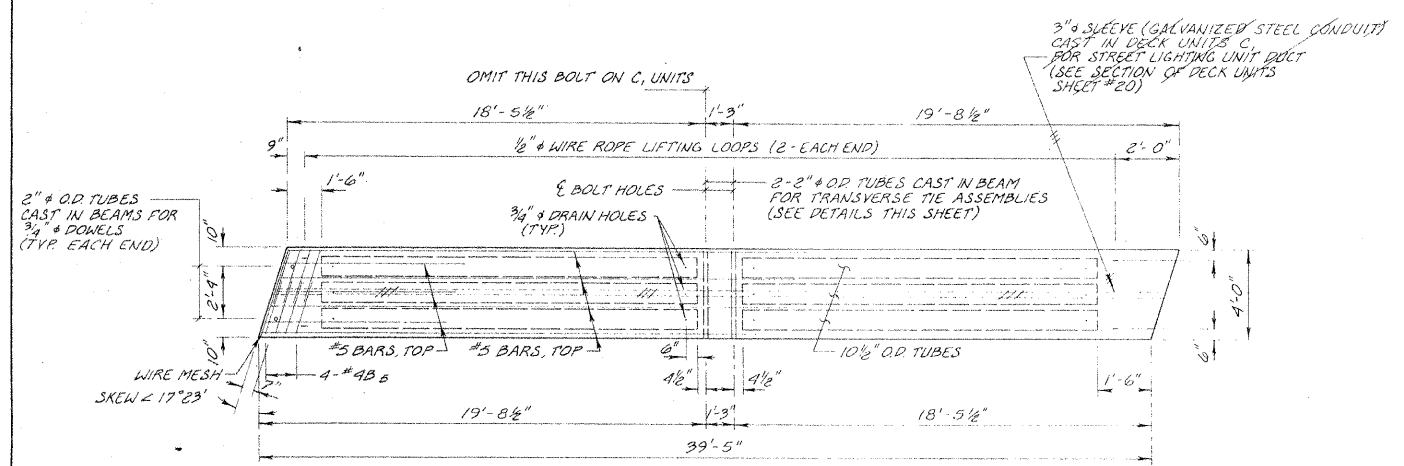 3" ⌀ SLEEVE (GALVANIZED STEEL CONDUIT)
CAST IN DECK UNITS C,
FOR STREET LIGHTING UNIT DUCT
(SEE SECTION OF DECK UNITS
SHEET #20)
OMIT THIS BOLT ON C, UNITS
18'-5½"
1'-3"
19'-8½"
9"
½" ⌀ WIRE ROPE LIFTING LOOPS (2-EACH END)
2'-0"
1'-6"
℄ BOLT HOLES
2-2" ⌀ O.D. TUBES CAST IN BEAM
FOR TRANSVERSE TIE ASSEMBLIES
(SEE DETAILS THIS SHEET)
2" ⌀ O.D. TUBES
CAST IN BEAMS FOR
¾" ⌀ DOWELS
(TYP. EACH END)
¾" ⌀ DRAIN HOLES
(TYP.)
10"
2'-4"
10"
6"
4'-0"
6"
#5 BARS, TOP
#5 BARS, TOP
6"
10½" O.D. TUBES
WIRE MESH
4-#4B5
4½"
4½"
1'-6"
7"
SKEW ∠ 17°23'
19'-8½"
1'-3"
18'-5½"
39'-5"